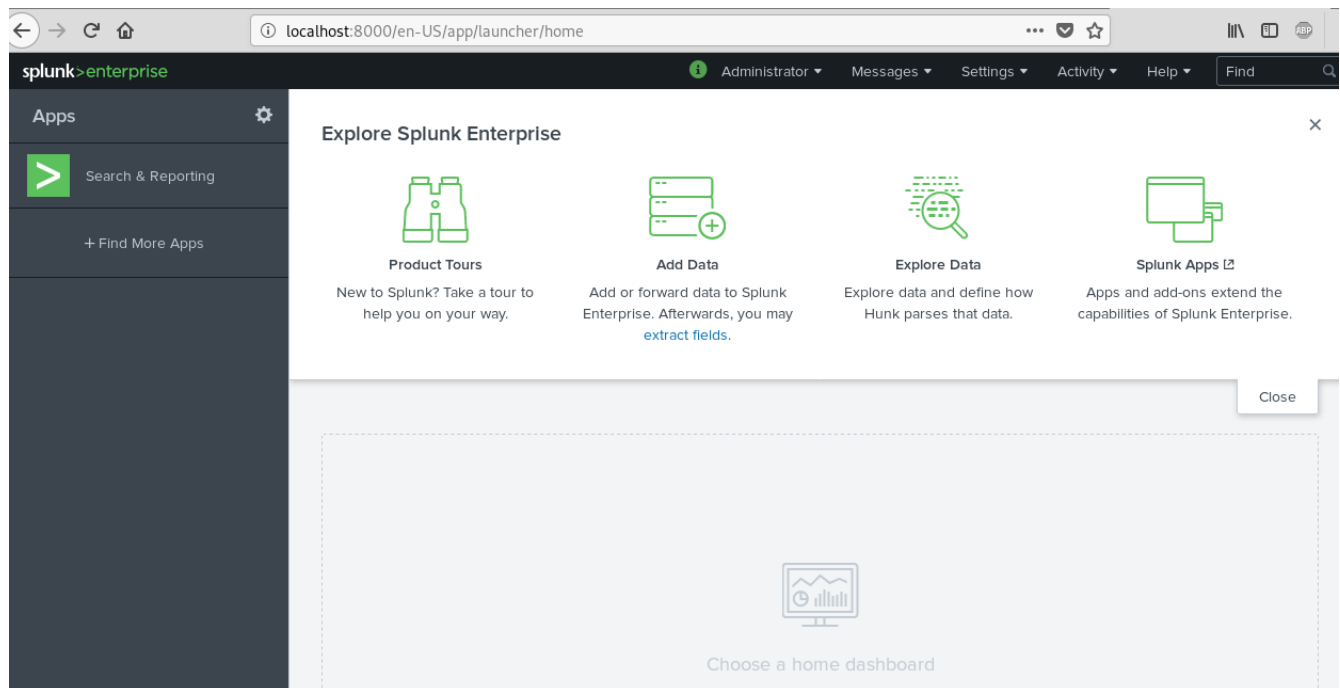 localhost:8000/en-US/app/launcher/home
ABP
splunk>enterprise
i Administrator Messages Settings Activity Help Find
Apps
Search & Reporting
+ Find More Apps
Explore Splunk Enterprise
Product Tours
New to Splunk? Take a tour to
help you on your way.
Add Data
Add or forward data to Splunk
Enterprise. Afterwards, you may
extract fields.
Explore Data
Explore data and define how
Hunk parses that data.
Splunk Apps
Apps and add-ons extend the
capabilities of Splunk Enterprise.
Close
Choose a home dashboard